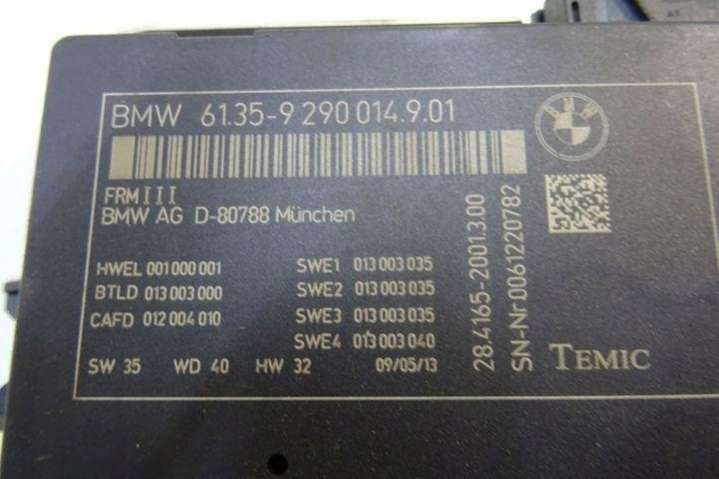 BMW 61.35-9 290 014.9.01
FRMIII
BMW AG D-80788 München
HWEL 001 000 001
BTLD 013 003 000
CAFD 012 004 010
SWE1 013 003 035
SWE2 013 003 035
SWE3 013 003 035
SWE4 013 003 040
SW 35 WD 40 HW 32 09/05/13
28.4165-2001.3.00
SN-Nr 0061220782
TEMIC